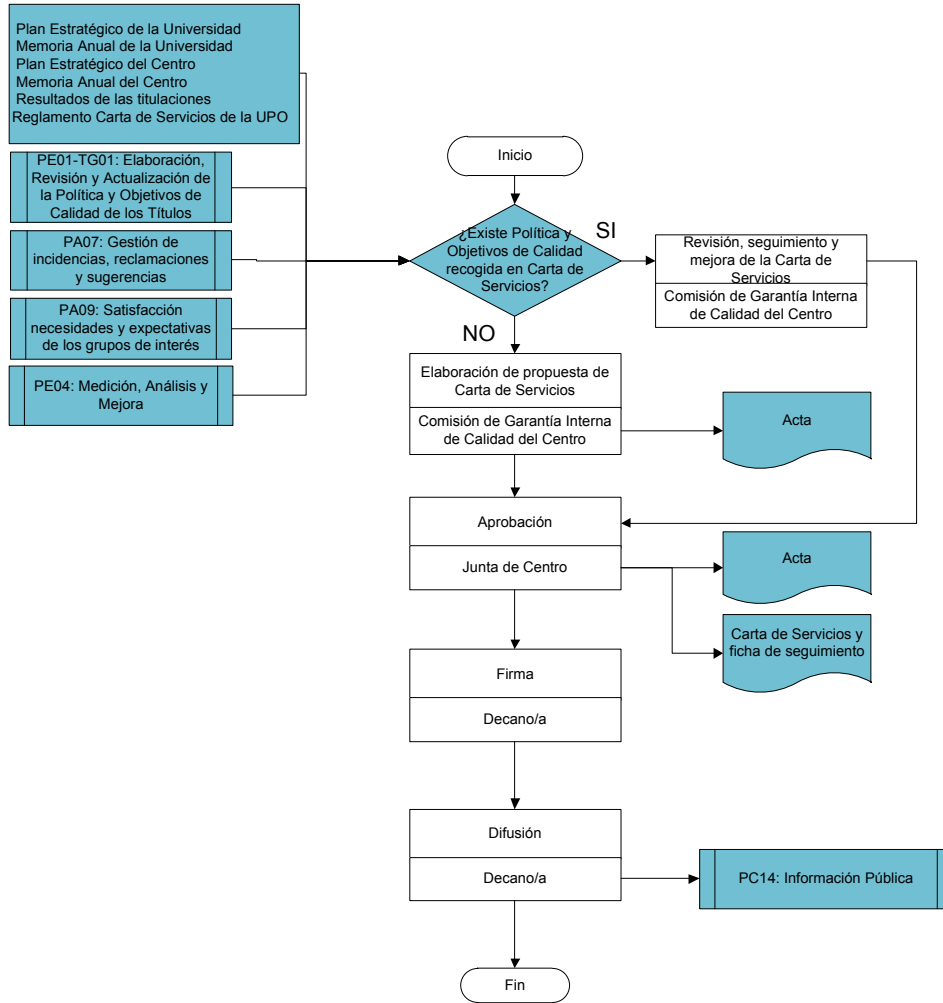 Plan Estratégico de la Universidad
Memoria Anual de la Universidad
Plan Estratégico del Centro
Memoria Anual del Centro
Resultados de las titulaciones
Reglamento Carta de Servicios de la UPO
PE01-TG01: Elaboración,
Revisión y Actualización de
la Política y Objetivos de
Calidad de los Títulos
PA07: Gestión de
incidencias, reclamaciones
y sugerencias
PA09: Satisfacción
necesidades y expectativas
de los grupos de interés
PE04: Medición, Análisis y
Mejora
Inicio
¿Existe Política y
Objetivos de Calidad
recogida en Carta de
Servicios?
SI
Revisión, seguimiento y
mejora de la Carta de
Servicios
Comisión de Garantía Interna
de Calidad del Centro
NO
Elaboración de propuesta de
Carta de Servicios
Comisión de Garantía Interna
de Calidad del Centro
Acta
Aprobación
Junta de Centro
Acta
Carta de Servicios y
ficha de seguimiento
Firma
Decano/a
Difusión
Decano/a
PC14: Información Pública
Fin